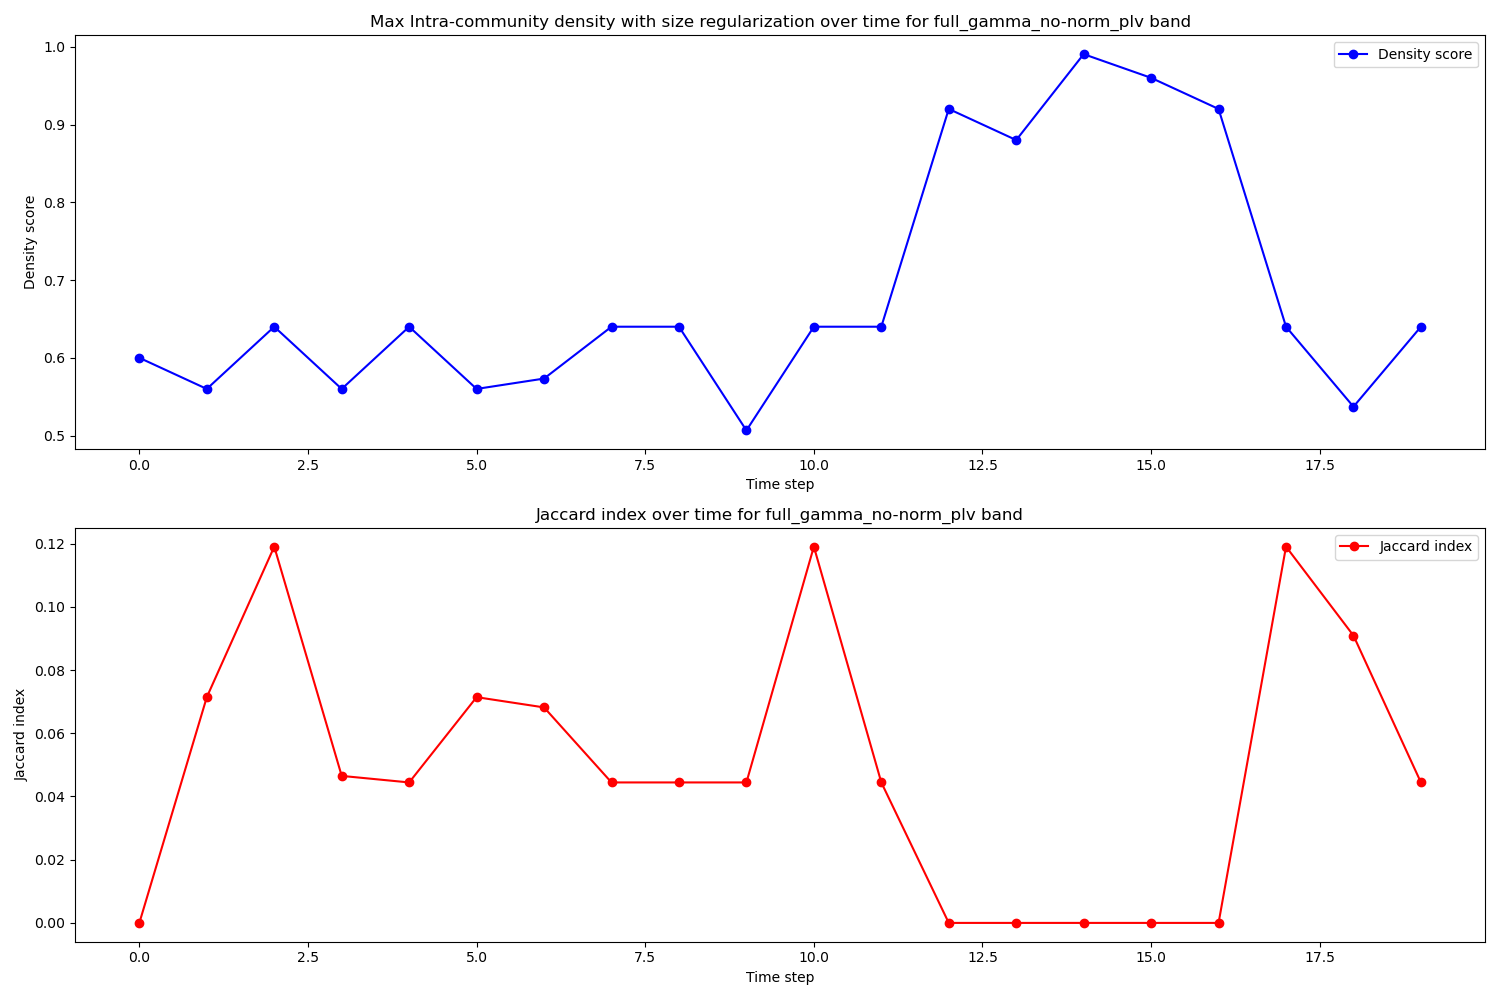 Max Intra-community density with size regularization over time for full_gamma_no-norm_plv band
1.0
0.9
0.8
0.7
0.6
0.5
Density score
Density score
0.0 2.5 5.0 7.5 10.0 12.5 15.0 17.5
Time step
Jaccard index over time for full_gamma_no-norm_plv band
0.12
0.10
0.08
0.06
0.04
0.02
0.00
Jaccard index
Jaccard index
0.0 2.5 5.0 7.5 10.0 12.5 15.0 17.5
Time step